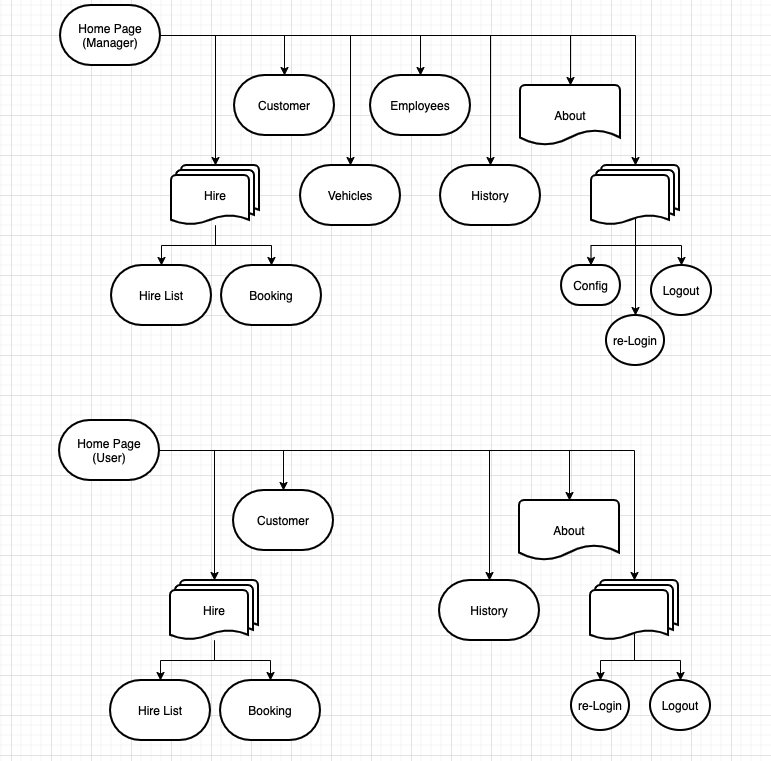 Home Page
(Manager)
Customer
Employees
About
Hire
Vehicles
History
Hire List
Booking
Config
Logout
re-Login
Home Page
(User)
Customer
About
Hire
History
Hire List
Booking
re-Login
Logout